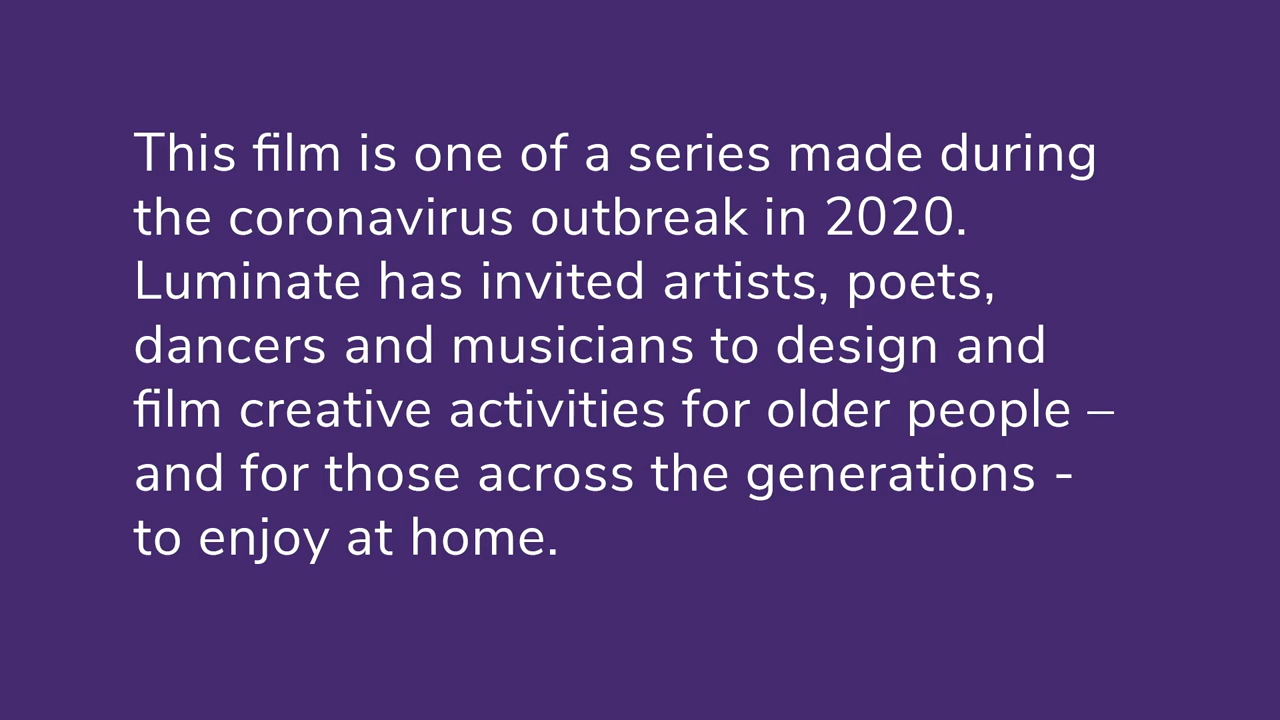 This film is one of a series made during
the coronavirus outbreak in 2020.
Luminate has invited artists, poets,
dancers and musicians to design and
film creative activities for older people –
and for those across the generations -
to enjoy at home.